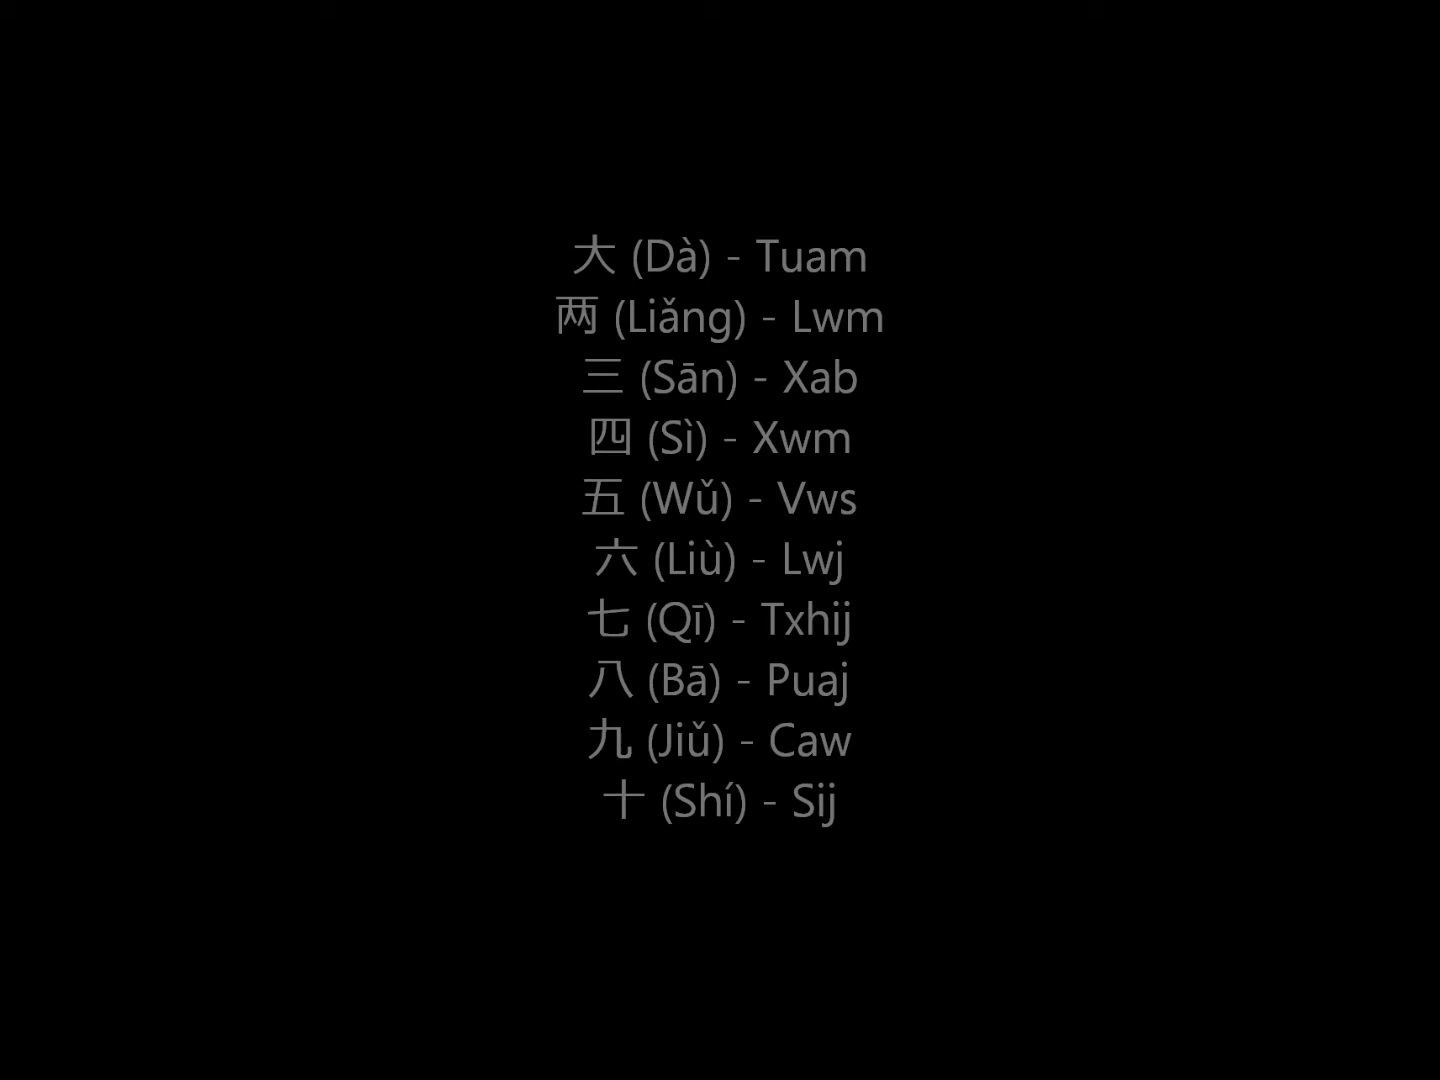 大 (Dà) - Tuam
两 (Liǎng) - Lwm
三 (Sān) - Xab
四 (Sì) - Xwm
五 (Wǔ) - Vws
六 (Liù) - Lwj
七 (Qī) - Txhij
八 (Bā) - Puaj
九 (Jiǔ) - Caw
十 (Shí) - Sij